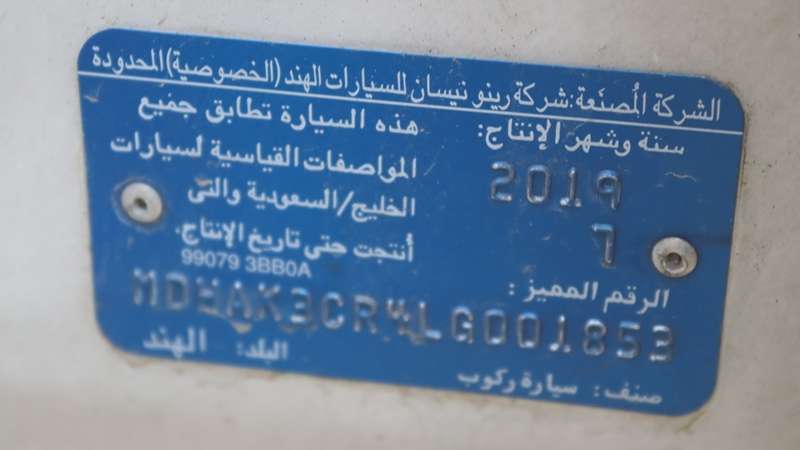 الشركة المُصنّعة:شركة رينو نيسان للسيارات الهند (الخصوصية)المحدودة
سنة وشهر الإنتاج:
2019
7
هذه السيارة تطابق جميع
المواصفات القياسية لسيارات
الخليج/السعودية والتى
أنتجت حتى تاريخ الإنتاج.
99079 3BB0A
الرقم المميز :
MDHAK3CR4LG001853
صنف: سيارة ركوب
البلد: الهند